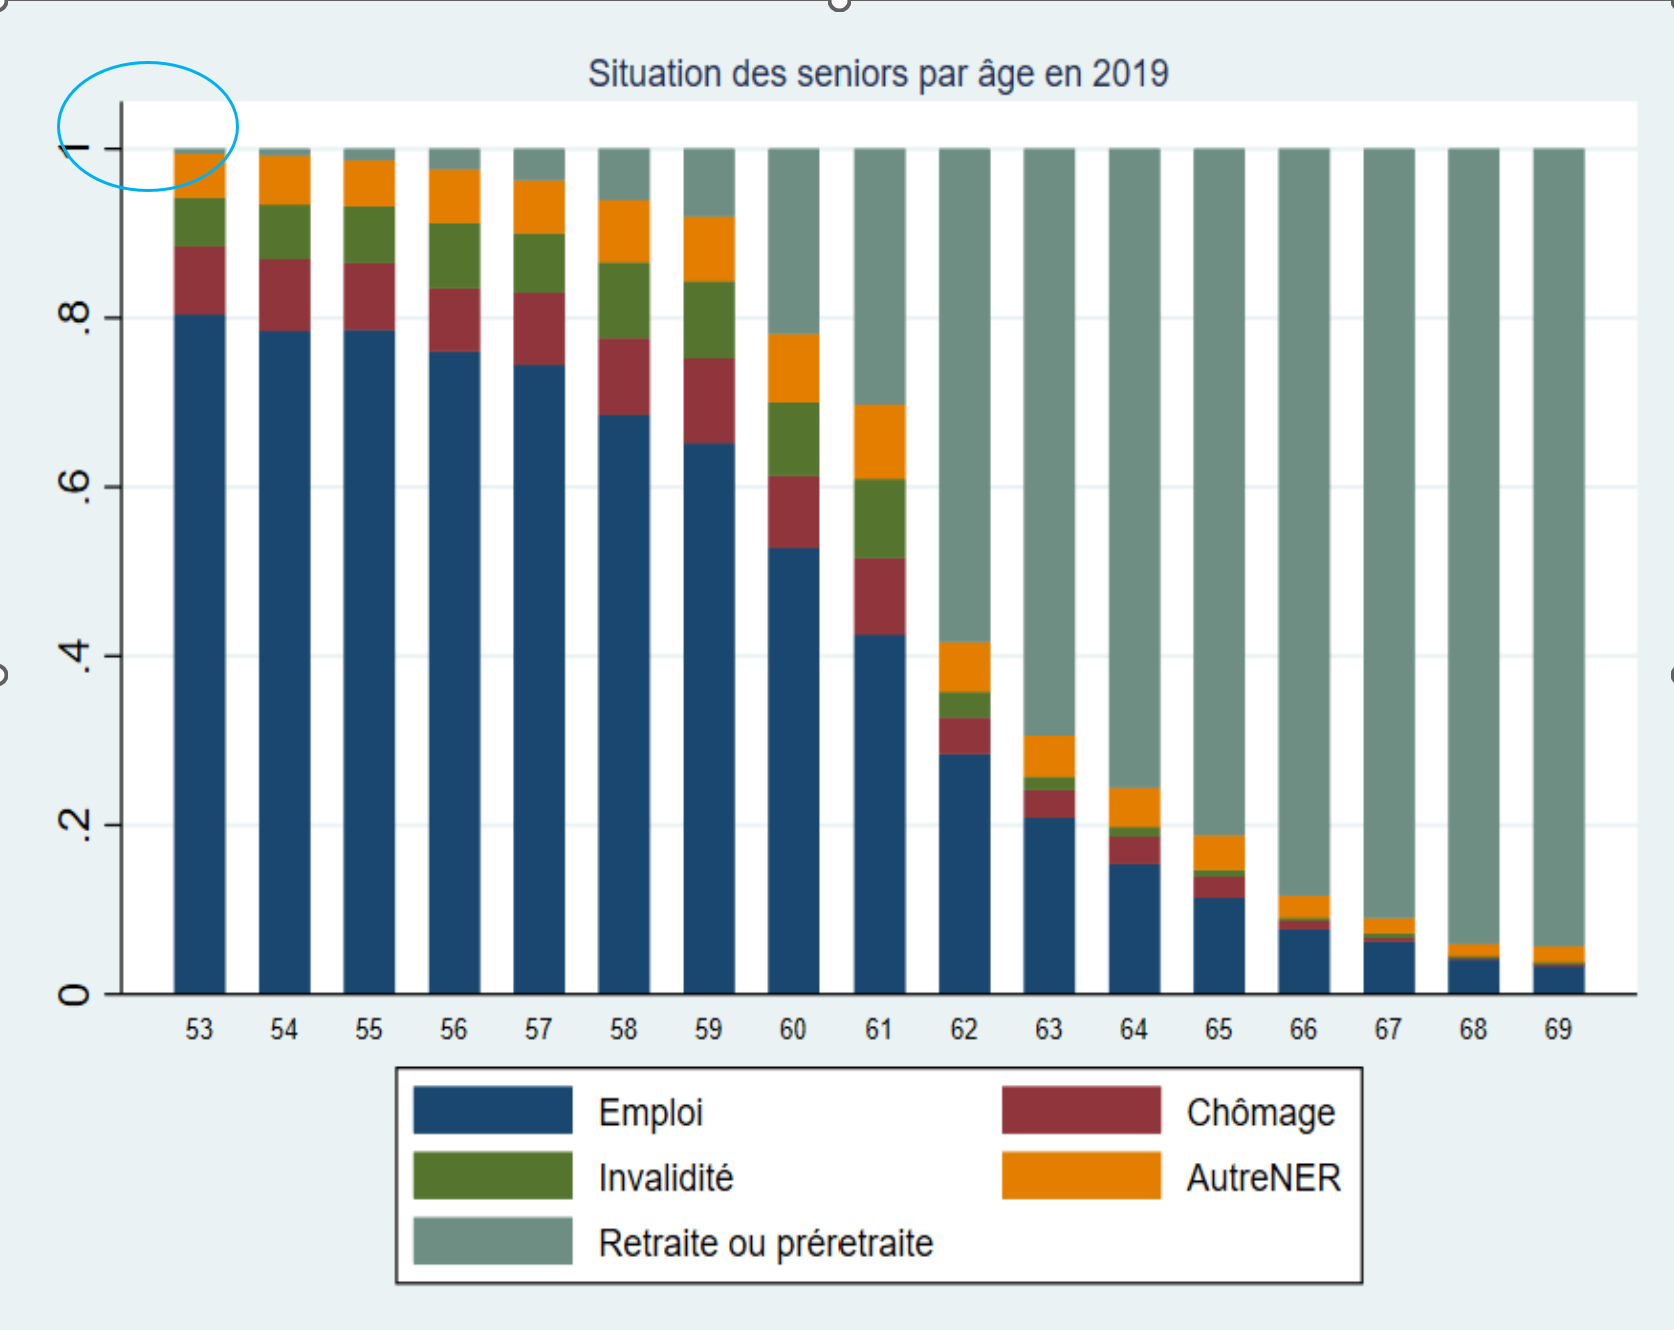 Situation des seniors par âge en 2019
1
.8
.6
.4
.2
0
53 54 55 56 57 58 59 60 61 62 63 64 65 66 67 68 69
Emploi Chômage
Invalidité AutreNER
Retraite ou préretraite